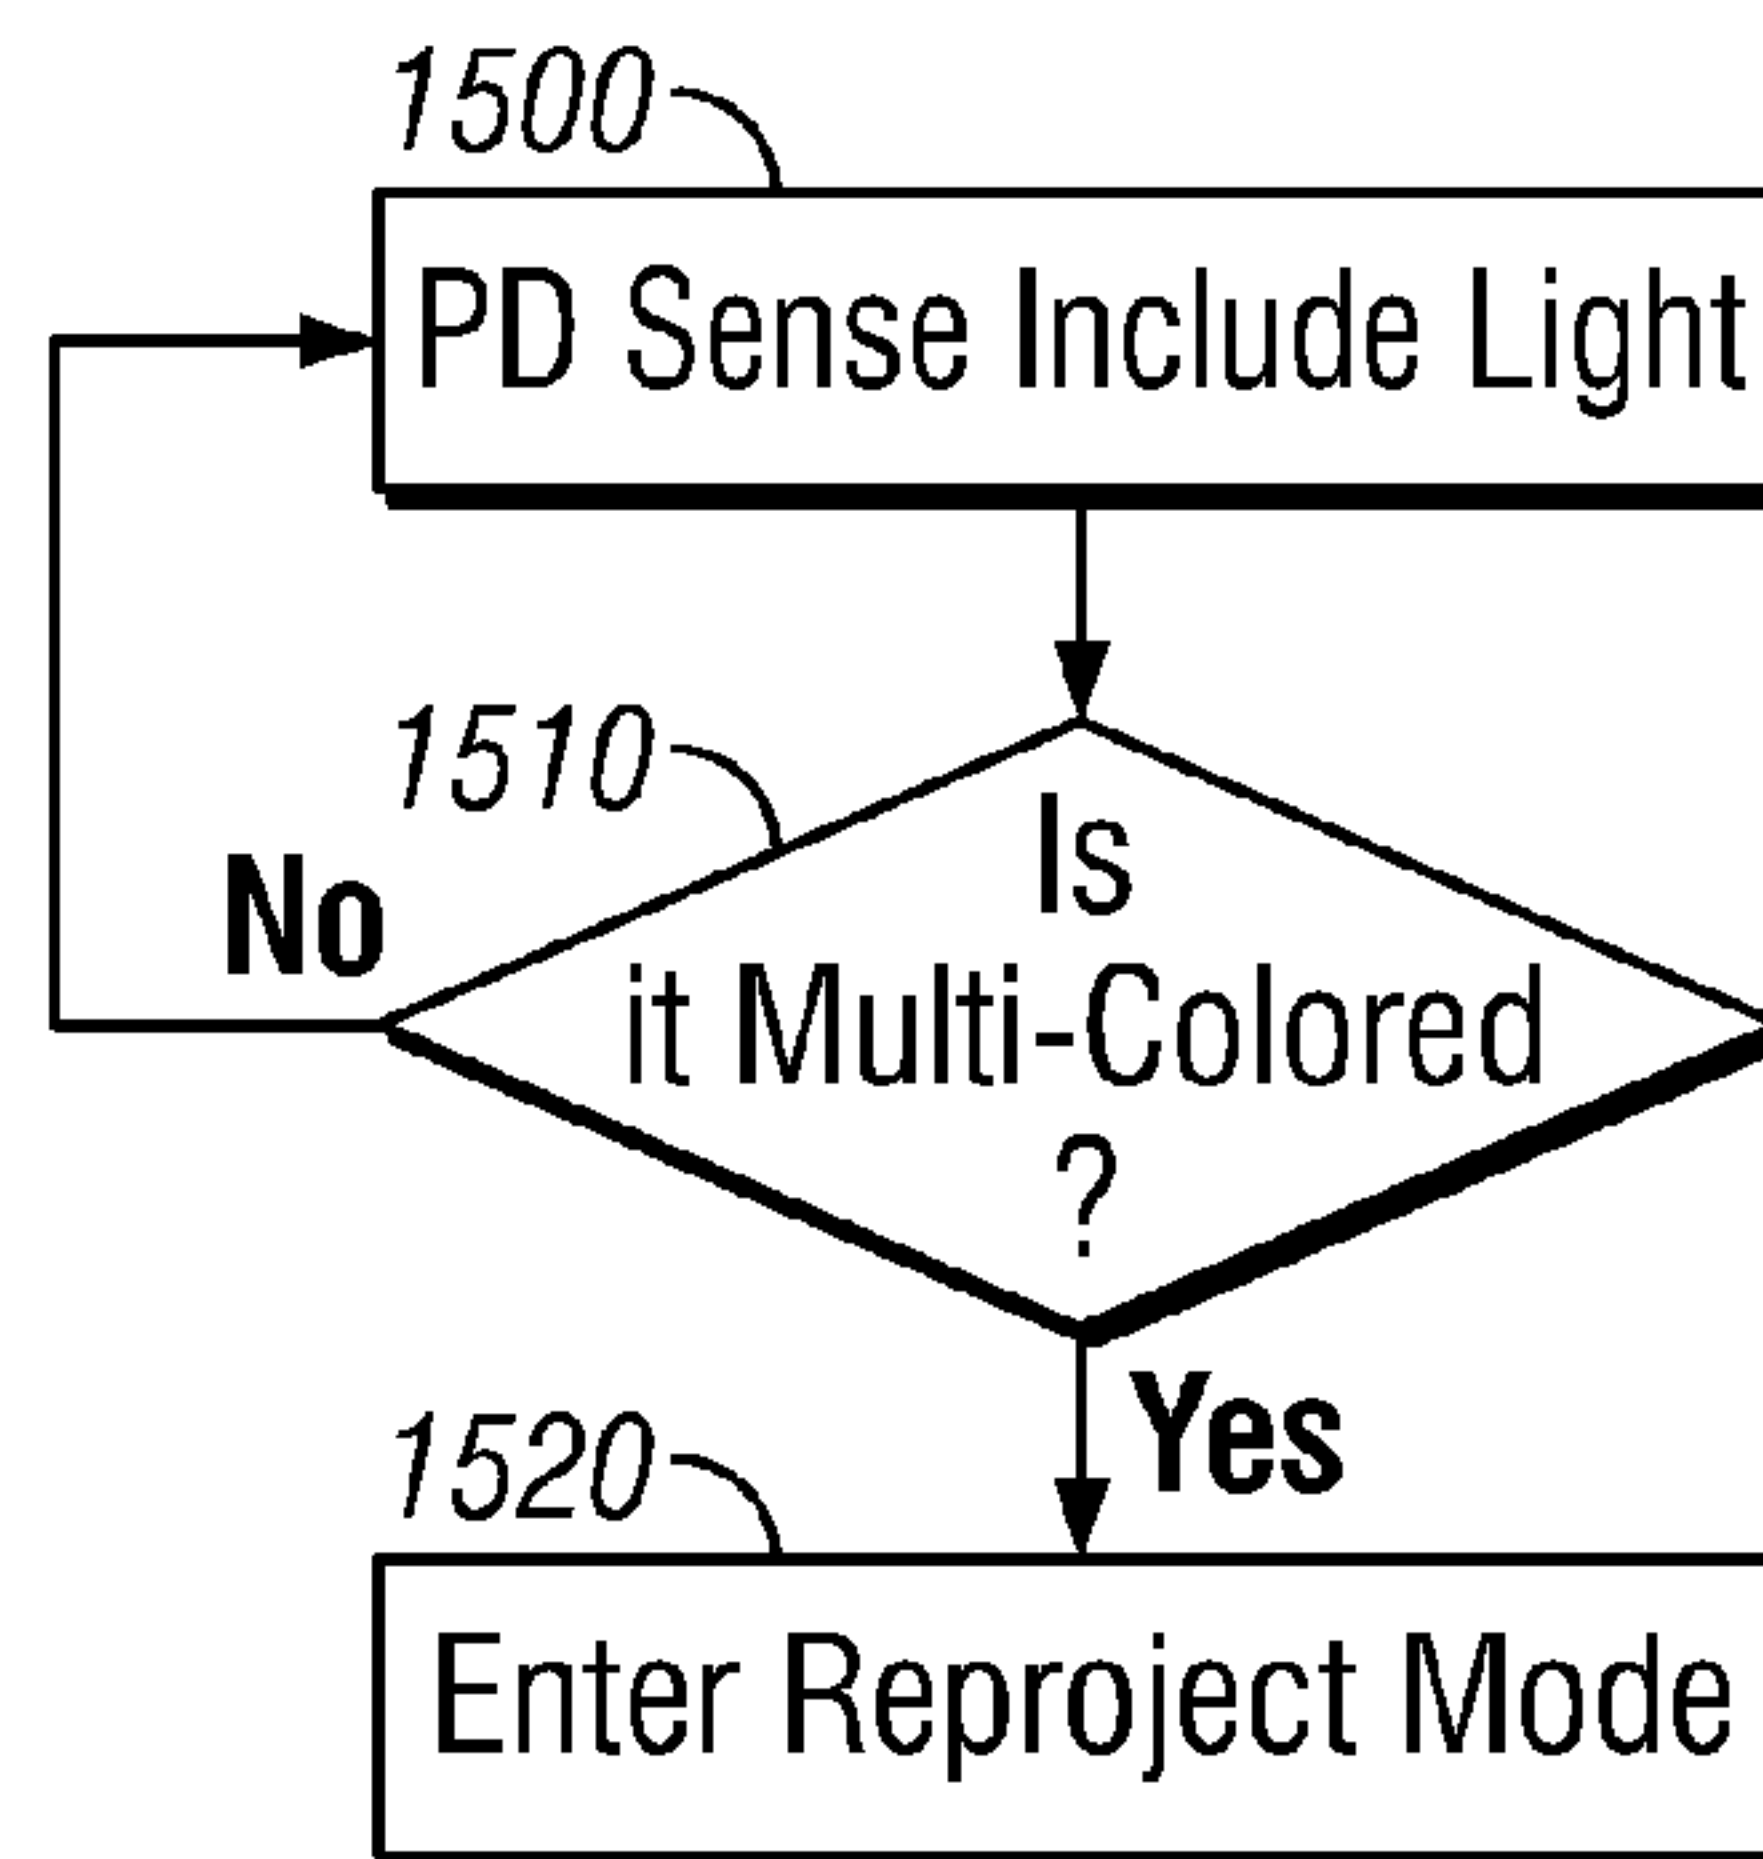 1500
PD Sense Include Light
1510
Is
No
it Multi-Colored
?
Yes
1520
Enter Reproject Mode